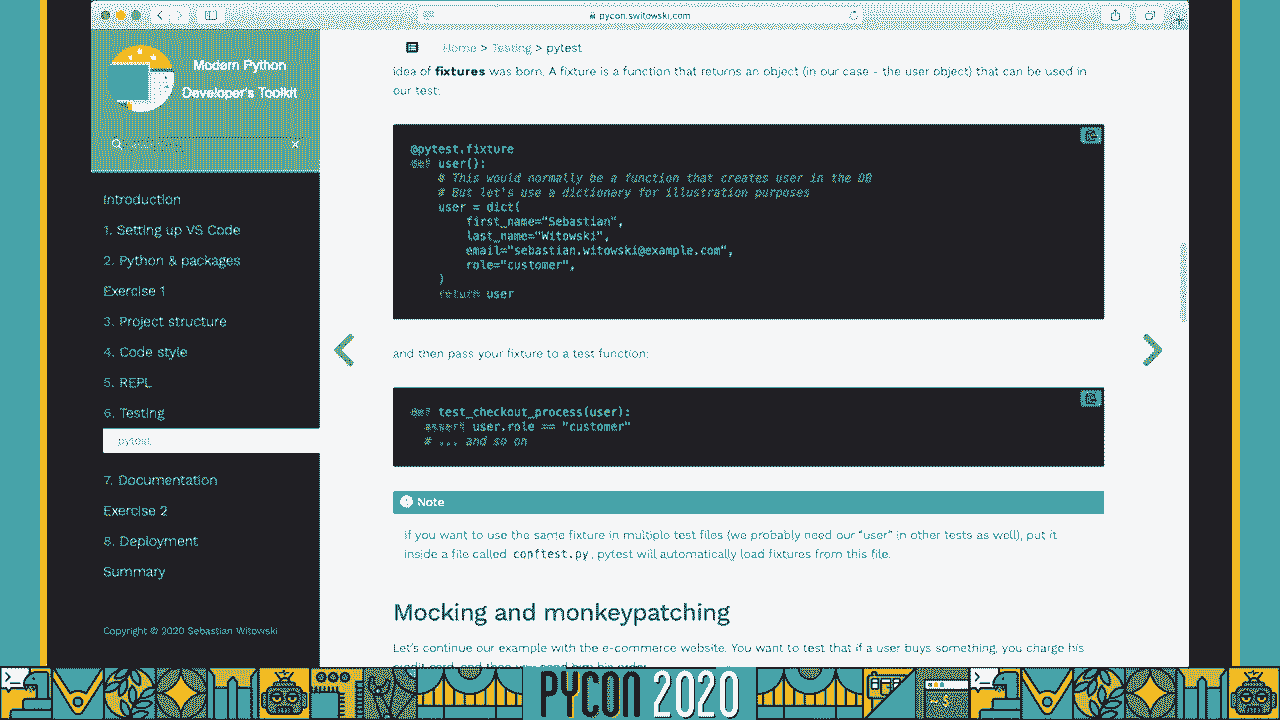 pycon.switowski.com
Modern Python
Developer's Toolkit
Introduction
1. Setting up VS Code
2. Python & packages
Exercise 1
3. Project structure
4. Code style
5. REPL
6. Testing
pytest
7. Documentation
Exercise 2
8. Deployment
Summary
Copyright © 2020 Sebastian Witowski
Home > Testing > pytest
idea of fixtures was born. A fixture is a function that returns an object (in our case - the user object) that can be used in
our test:
@pytest.fixture
def user():
    # This would normally be a function that creates user in the DB
    # But let's use a dictionary for illustration purposes
    user = dict(
        first_name="Sebastian",
        last_name="Witowski",
        email="sebastian.witowski@example.com",
        role="customer",
    )
    return user
and then pass your fixture to a test function:
def test_checkout_process(user):
  assert user.role == "customer"
  # ... and so on
Note
If you want to use the same fixture in multiple test files (we probably need our "user" in other tests as well), put it
inside a file called conftest.py, pytest will automatically load fixtures from this file.
Mocking and monkeypatching
Let's continue our example with the e-commerce website. You want to test that if a user buys something, you charge his
credit card, and then you send him his order.
PYCON 2020